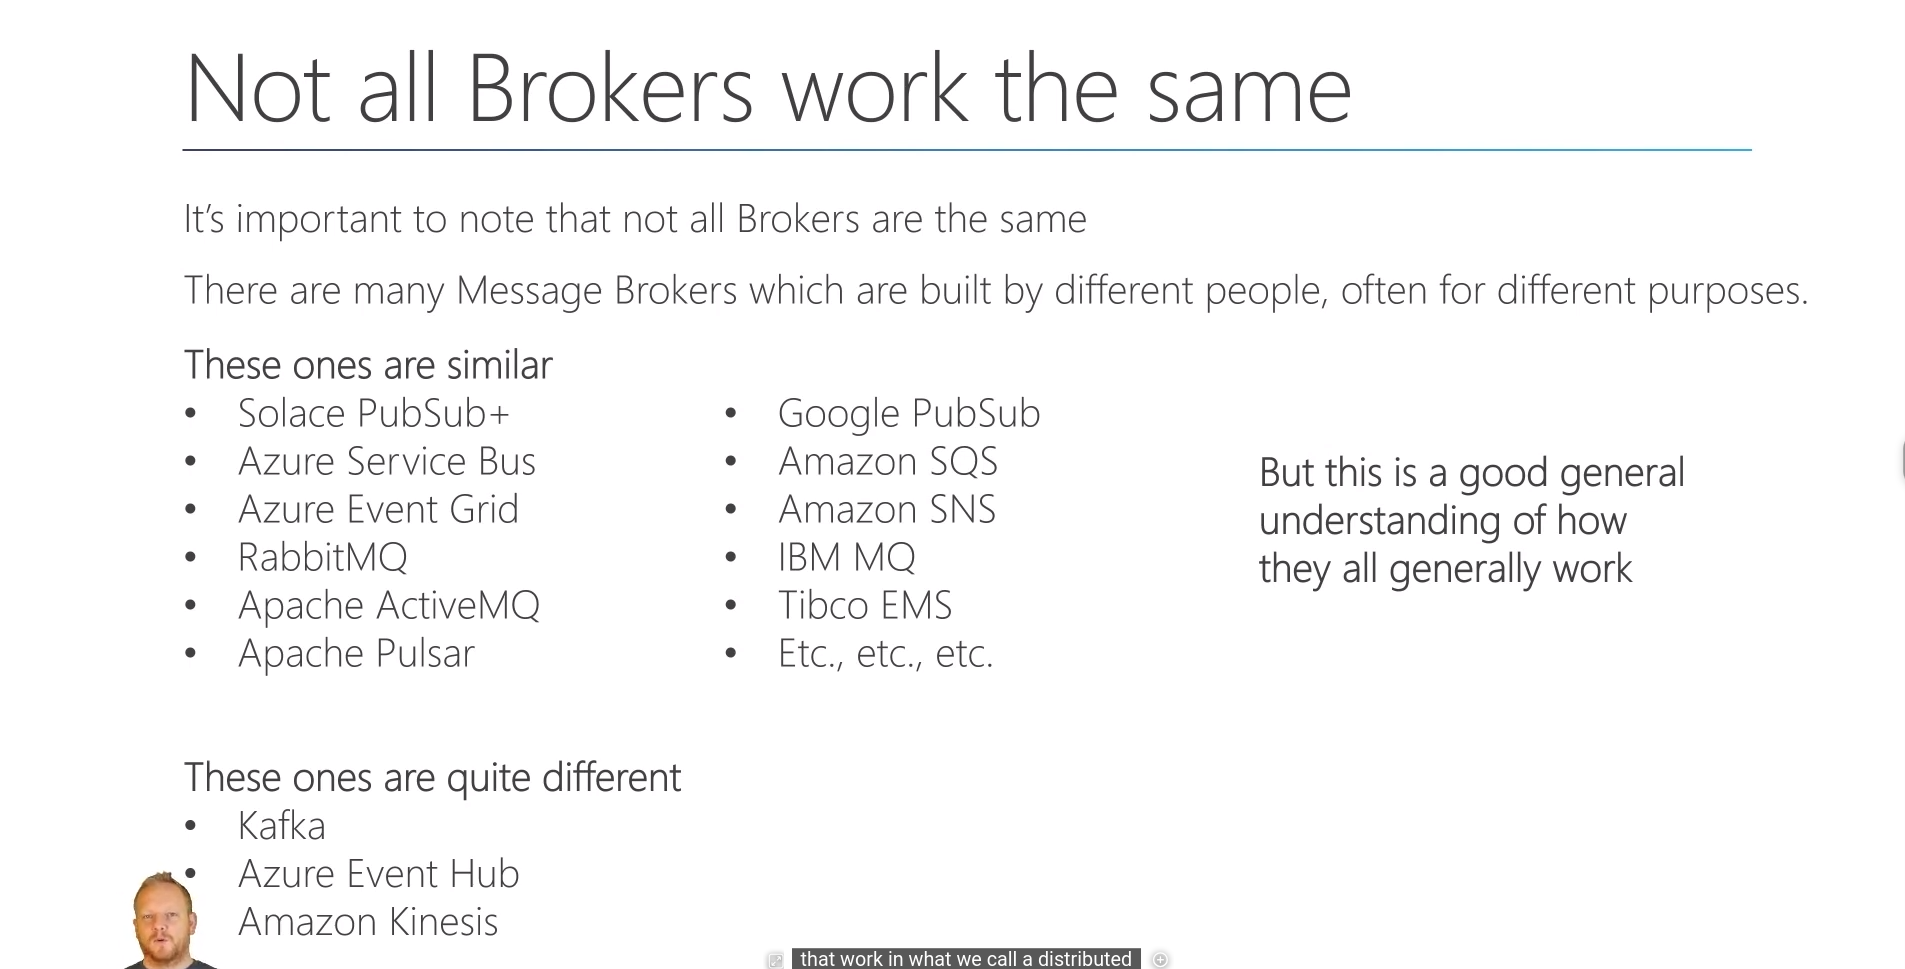 Not all Brokers work the same
It's important to note that not all Brokers are the same
There are many Message Brokers which are built by different people, often for different purposes.
These ones are similar
• Solace PubSub+
• Azure Service Bus
• Azure Event Grid
• RabbitMQ
• Apache ActiveMQ
• Apache Pulsar
• Google PubSub
• Amazon SQS
• Amazon SNS
• IBM MQ
• Tibco EMS
• Etc., etc., etc.
But this is a good general
understanding of how
they all generally work
These ones are quite different
• Kafka
• Azure Event Hub
Amazon Kinesis
that work in what we call a distributed